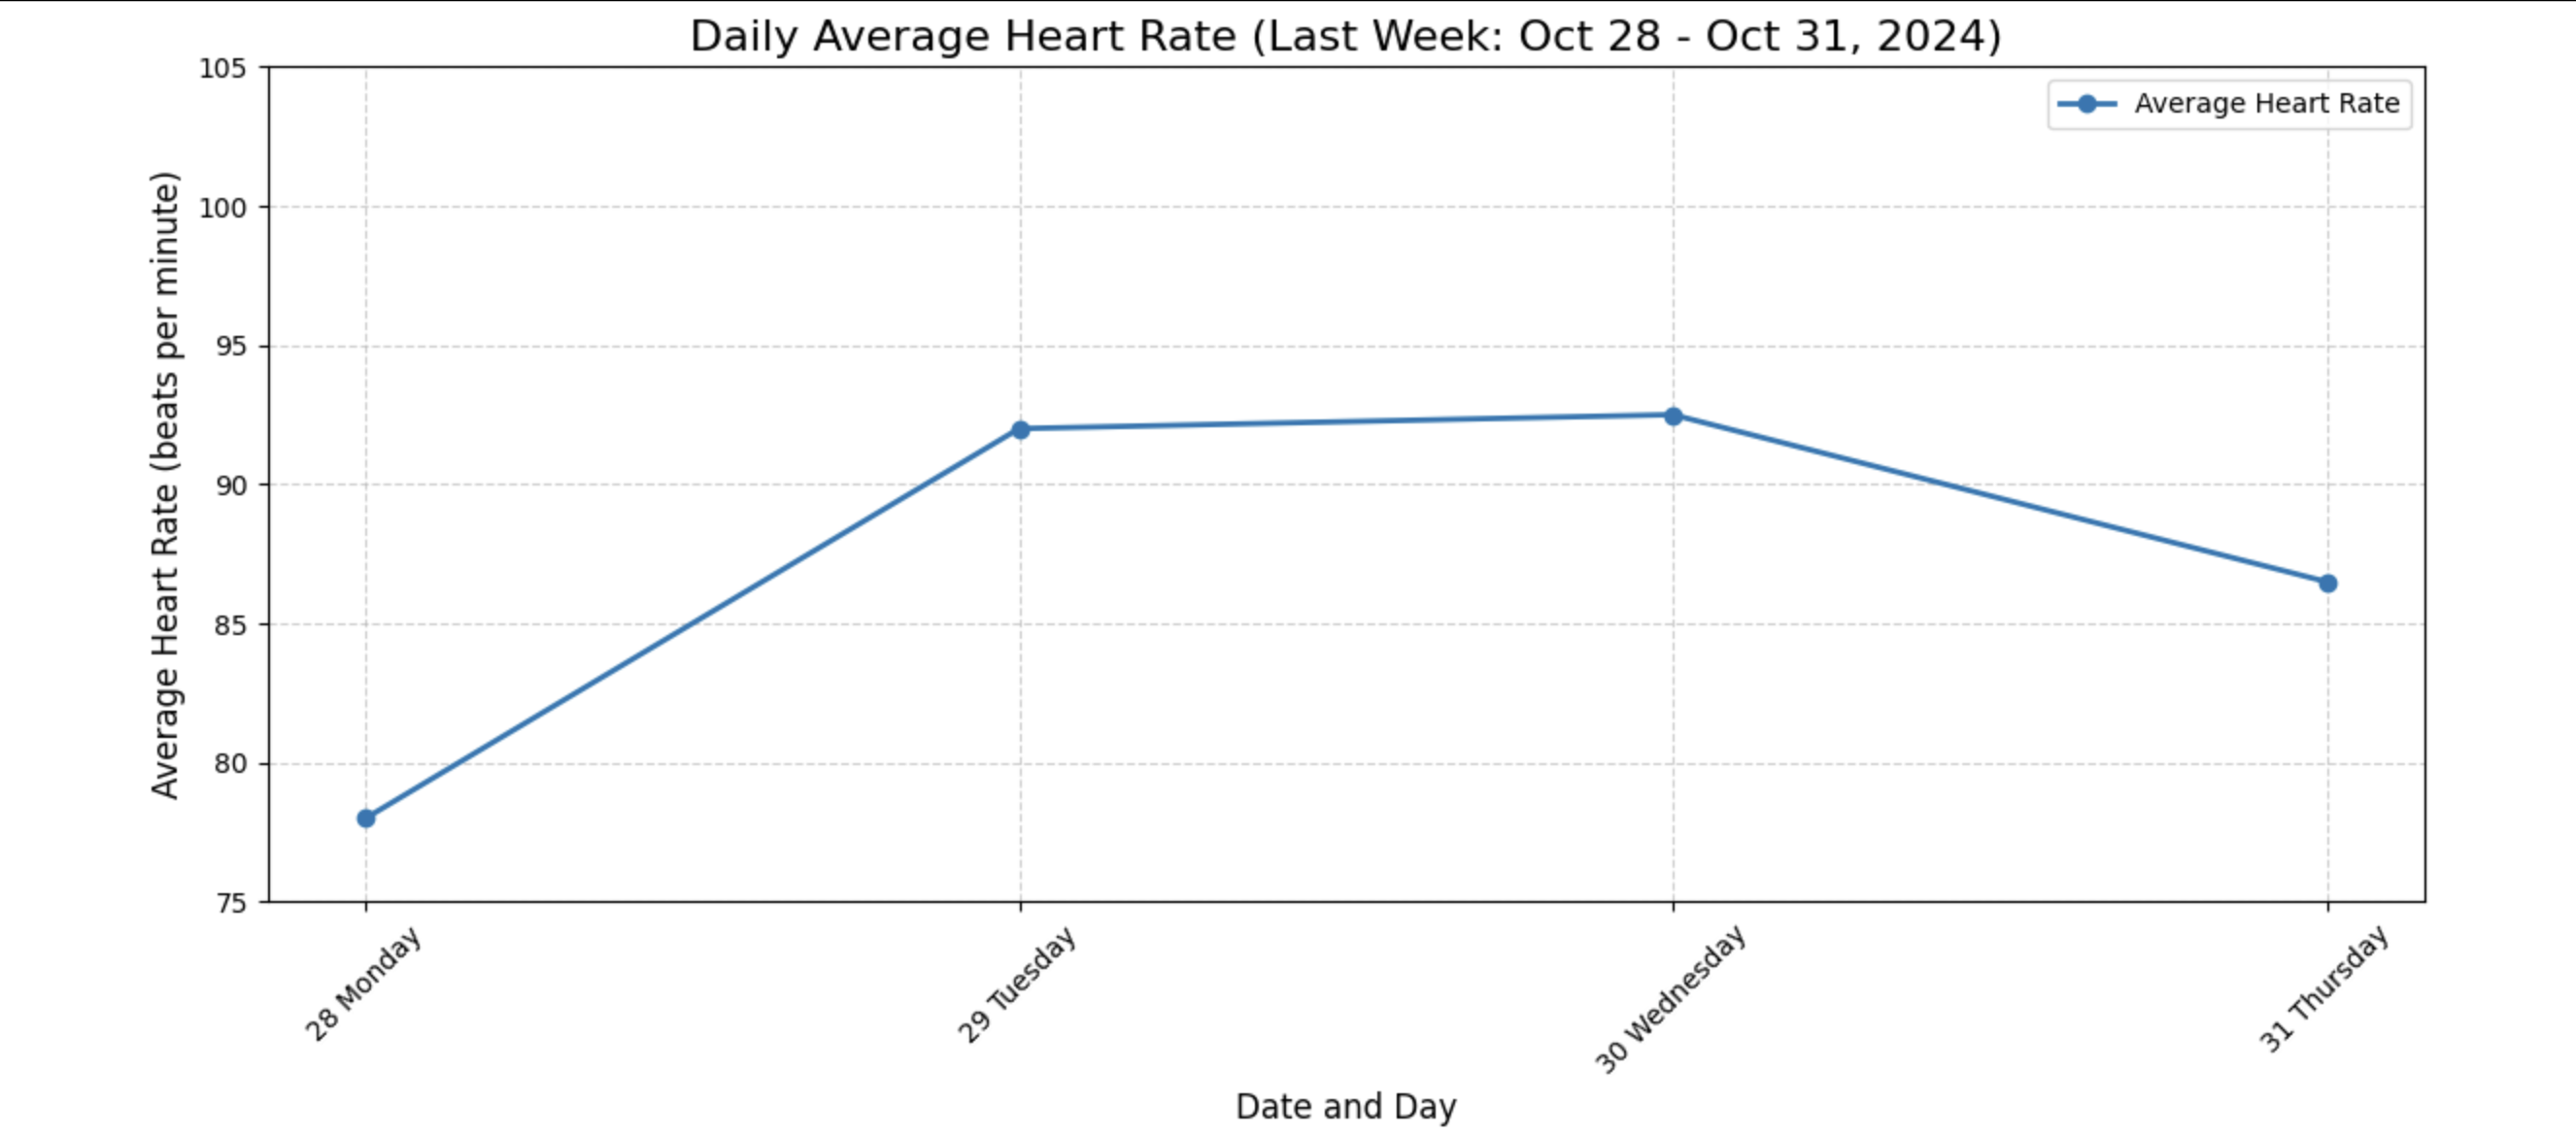 Daily Average Heart Rate (Last Week: Oct 28 - Oct 31, 2024)
Average Heart Rate
Average Heart Rate (beats per minute)
105
100
95
90
85
80
75
28 Monday
29 Tuesday
30 Wednesday
31 Thursday
Date and Day